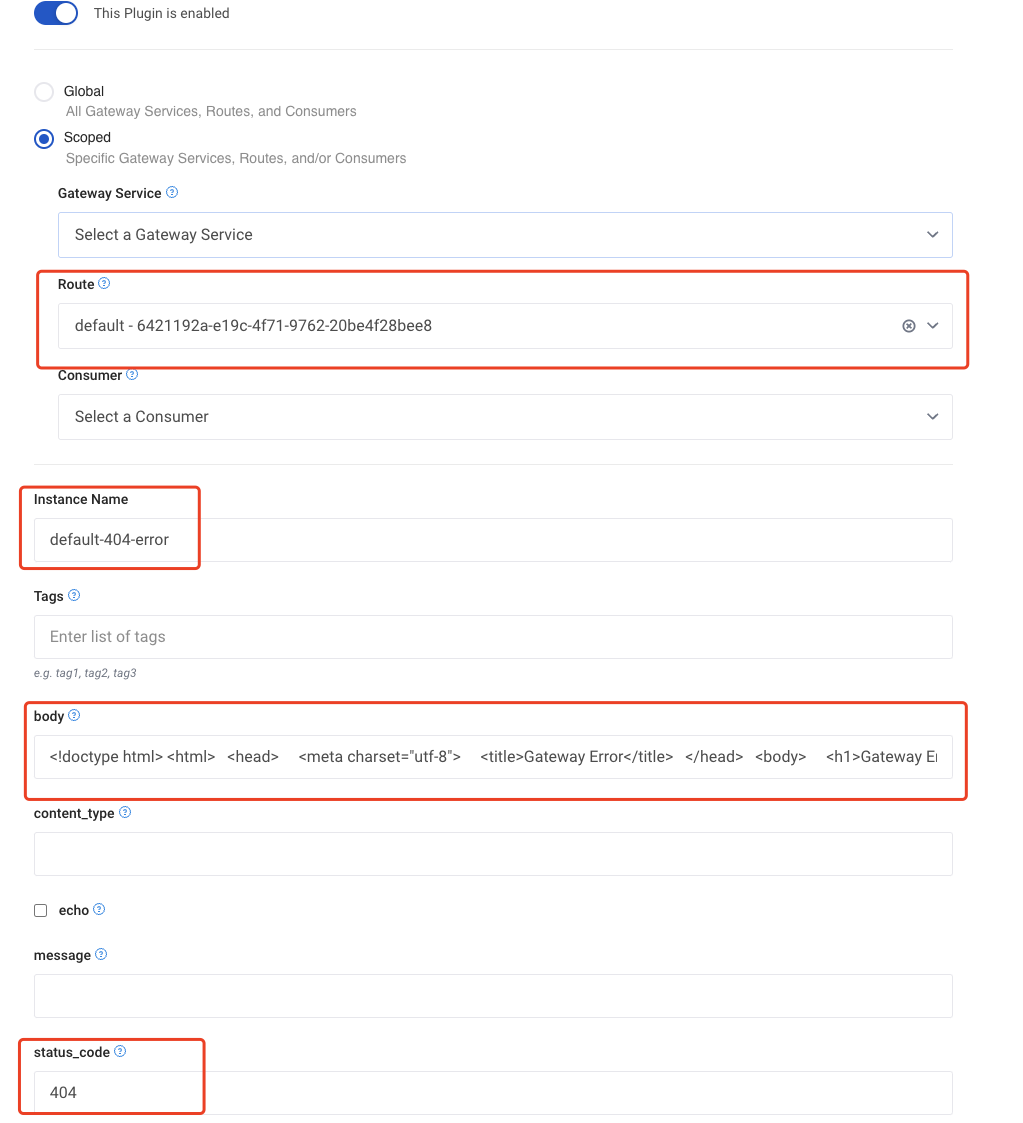 This Plugin is enabled
Global
All Gateway Services, Routes, and Consumers
Scoped
Specific Gateway Services, Routes, and/or Consumers
Gateway Service
Select a Gateway Service
Route
default - 6421192a-e19c-4f71-9762-20be4f28bee8
Consumer
Select a Consumer
Instance Name
default-404-error
Tags
Enter list of tags
e.g. tag1, tag2, tag3
body
<!doctype html> <html> <head> <meta charset="utf-8"> <title>Gateway Error</title> </head> <body> <h1>Gateway E
content_type
echo
message
status_code
404